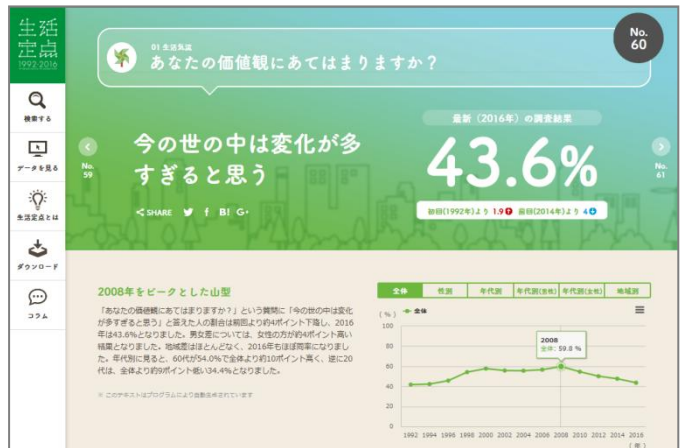 生活
定点
1992-2016
検索する
データを見る
生活定点とは
ダウンロード
コラム
01 生活気流
あなたの価値観にあてはまりますか？
No.
60
No.
59
No.
61
今の世の中は変化が多
すぎると思う
SHARE f B! G+
最新（2016年）の調査結果
43.6%
初回(1992年)より 1.9 前回(2014年)より 4
2008年をピークとした山型
「あなたの価値観にあてはまりますか？」という質問に「今の世の中は変化
が多すぎると思う」と答えた人の割合は前回より約4ポイント下降し、2016
年は43.6%となりました。男女差については、女性の方が約4ポイント高い
結果となりました。地域差はほとんどなく、2016年もほぼ同率になりまし
た。年代別に見ると、60代が54.0%で全体より約10ポイント高く、逆に20
代は、全体より約9ポイント低い34.4%となりました。
※ このテキストはプログラムにより自動生成されています
全体 性別 年代別 年代別(男性) 年代別(女性) 地域別
(%) 全体
100
80
60
40
20
0
2008
全体: 59.8 %
1992 1994 1996 1998 2000 2002 2004 2006 2008 2010 2012 2014 2016
(年)